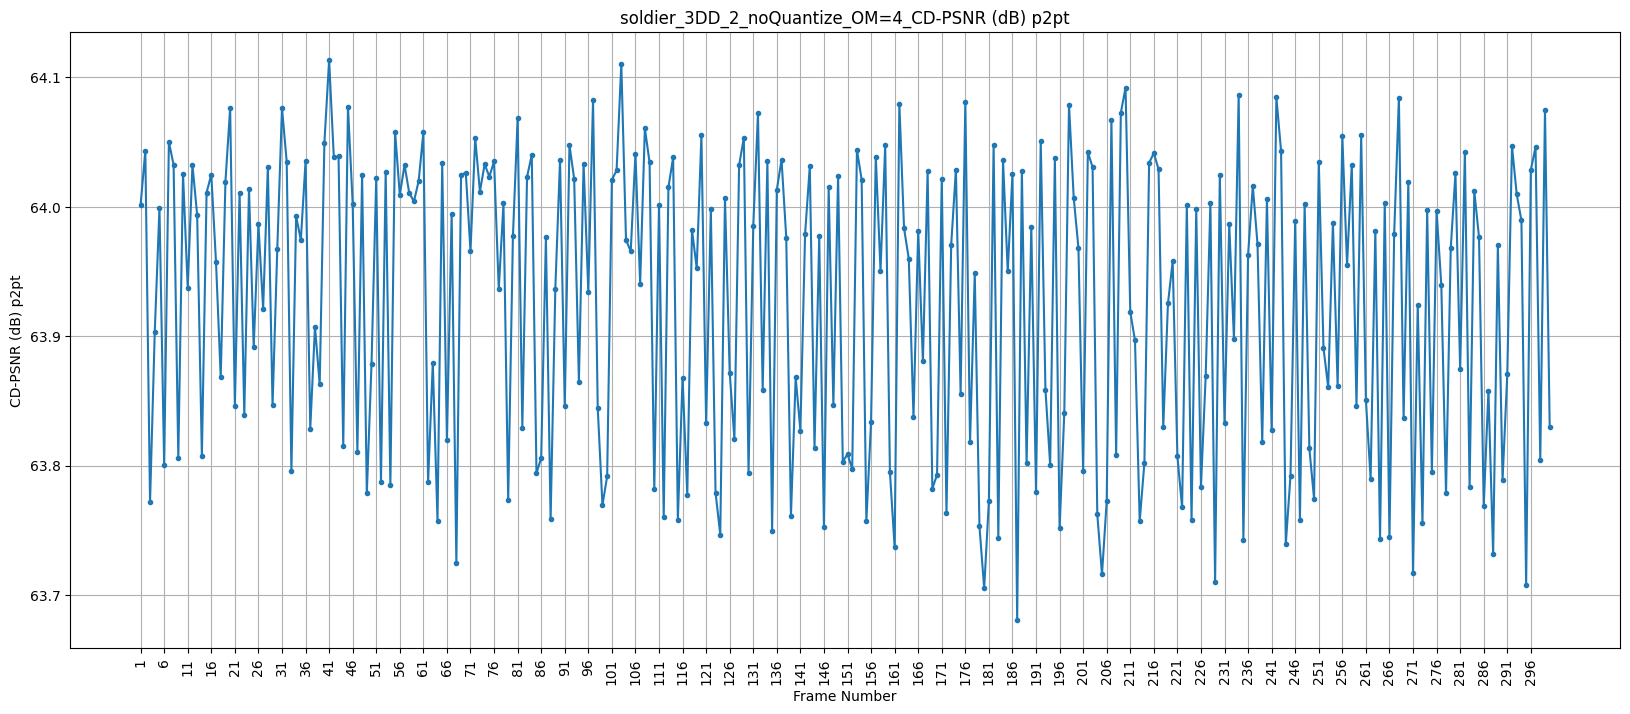 soldier_3DD_2_noQuantize_OM=4_CD-PSNR (dB) p2pt
64.1
64.0
63.9
63.8
63.7
CD-PSNR (dB) p2pt
1 6 11 16 21 26 31 36 41 46 51 56 61 66 71 76 81 86 91 96 101 106 111 116 121 126 131 136 141 146 151 156 161 166 171 176 181 186 191 196 201 206 211 216 221 226 231 236 241 246 251 256 261 266 271 276 281 286 291 296
Frame Number